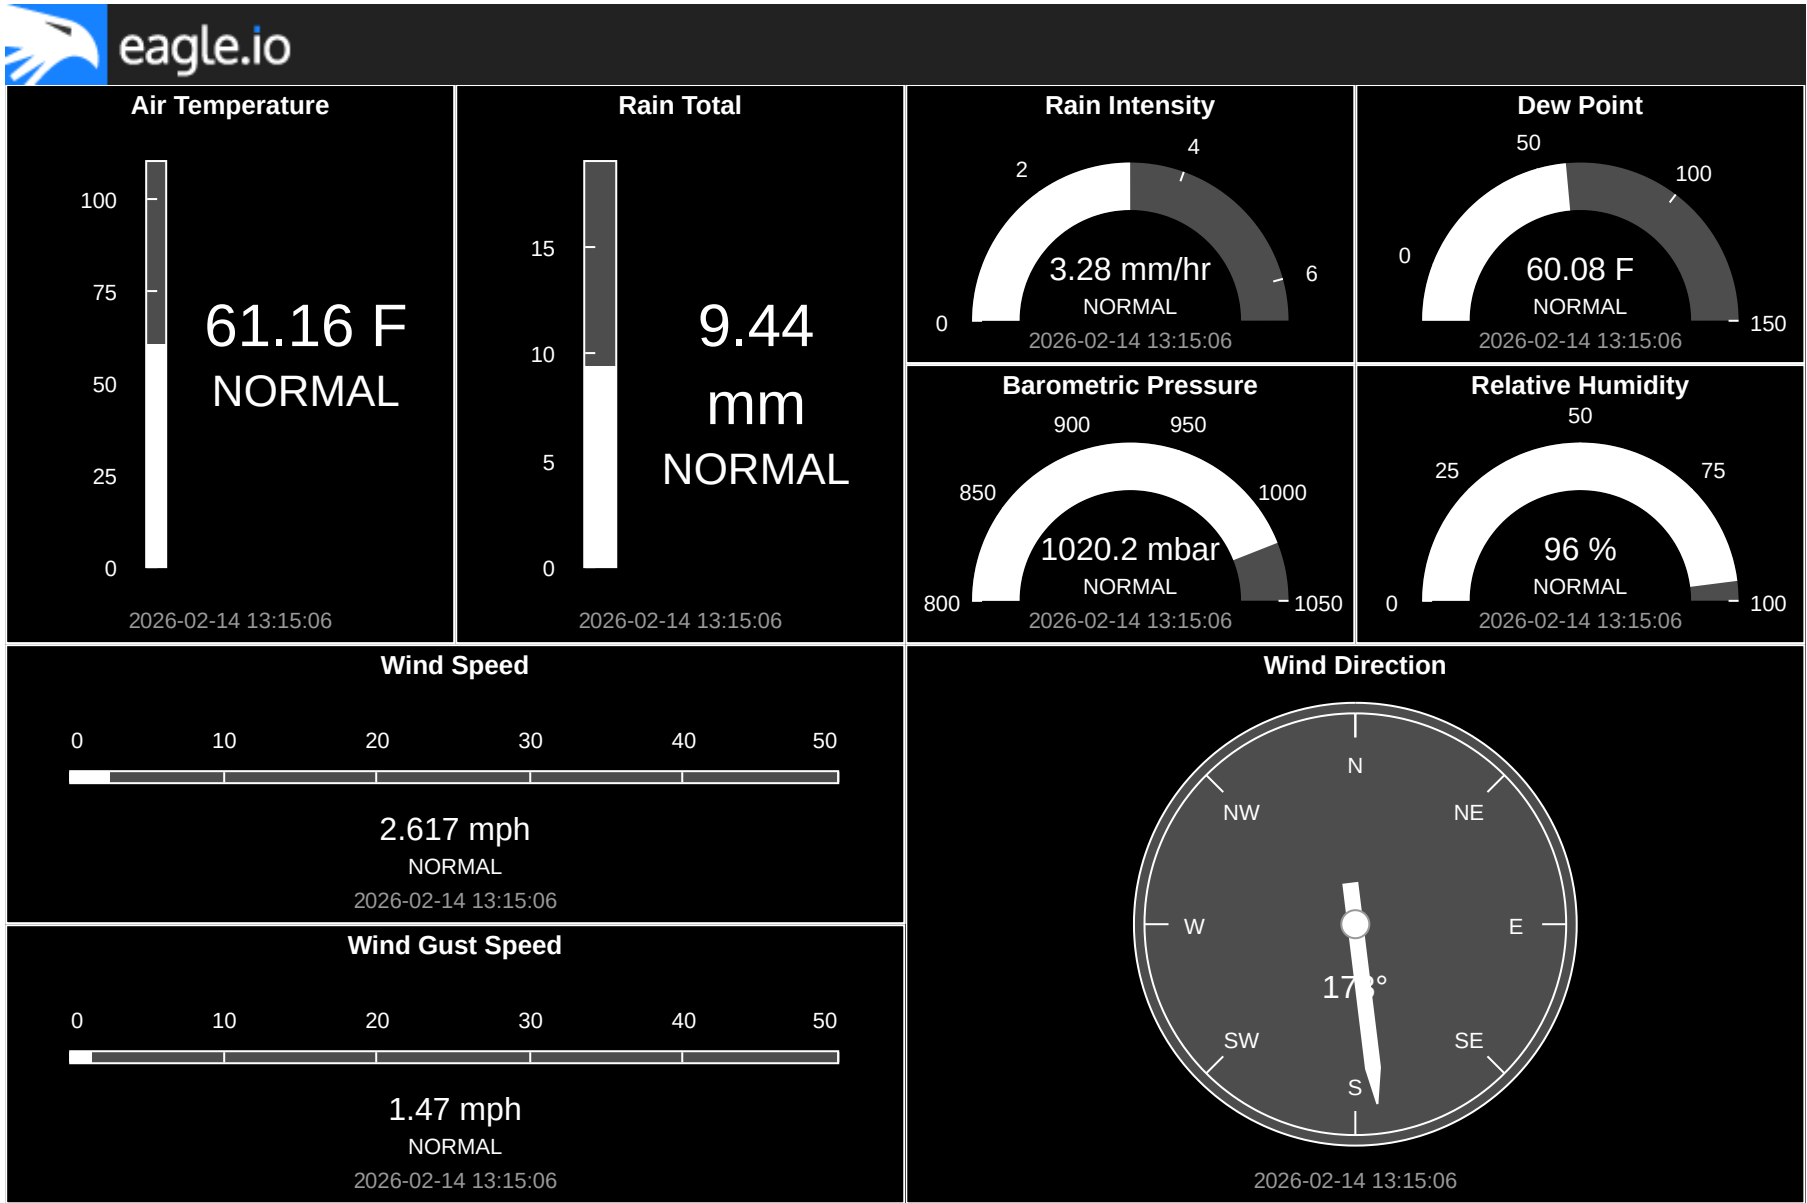 eagle.io
Air Temperature
100
75
50
25
0
61.16 F
NORMAL
2026-02-14 13:15:06
Rain Total
15
10
5
0
9.44
mm
NORMAL
2026-02-14 13:15:06
Rain Intensity
0
2
4
6
3.28 mm/hr
NORMAL
2026-02-14 13:15:06
Dew Point
0
50
100
150
60.08 F
NORMAL
2026-02-14 13:15:06
Barometric Pressure
800
850
900
950
1000
1050
1020.2 mbar
NORMAL
2026-02-14 13:15:06
Relative Humidity
0
25
50
75
100
96 %
NORMAL
2026-02-14 13:15:06
Wind Speed
0 10 20 30 40 50
2.617 mph
NORMAL
2026-02-14 13:15:06
Wind Gust Speed
0 10 20 30 40 50
1.47 mph
NORMAL
2026-02-14 13:15:06
Wind Direction
N
NW NE
W E
SW SE
S
2026-02-14 13:15:06